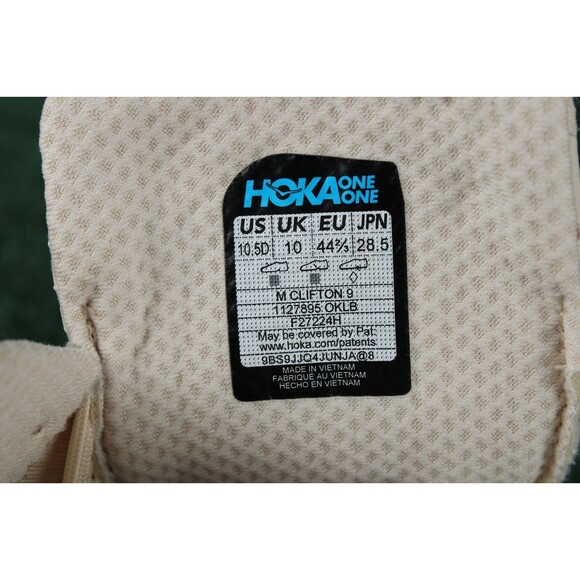 HOKA ONE ONE
US UK EU JPN
10.5D 10 44⅔ 28.5
M CLIFTON 9
1127895 OKLB
F27224H
May be covered by Pat:
www.hoka.com/patents
9BS9JJQ4JUNJA@8
MADE IN VIETNAM
FABRIQUÉ AU VIETNAM
HECHO EN VIETNAM